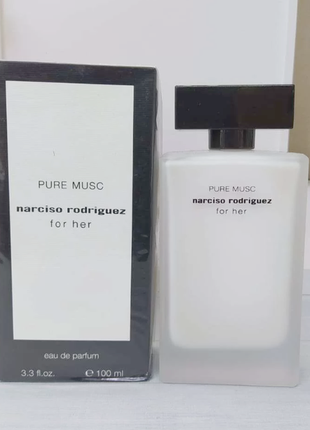 PURE MUSC
narciso rodriguez
for her
eau de parfum
3.3 fl.oz. e 100 ml
PURE MUSC
narciso rodriguez
for her